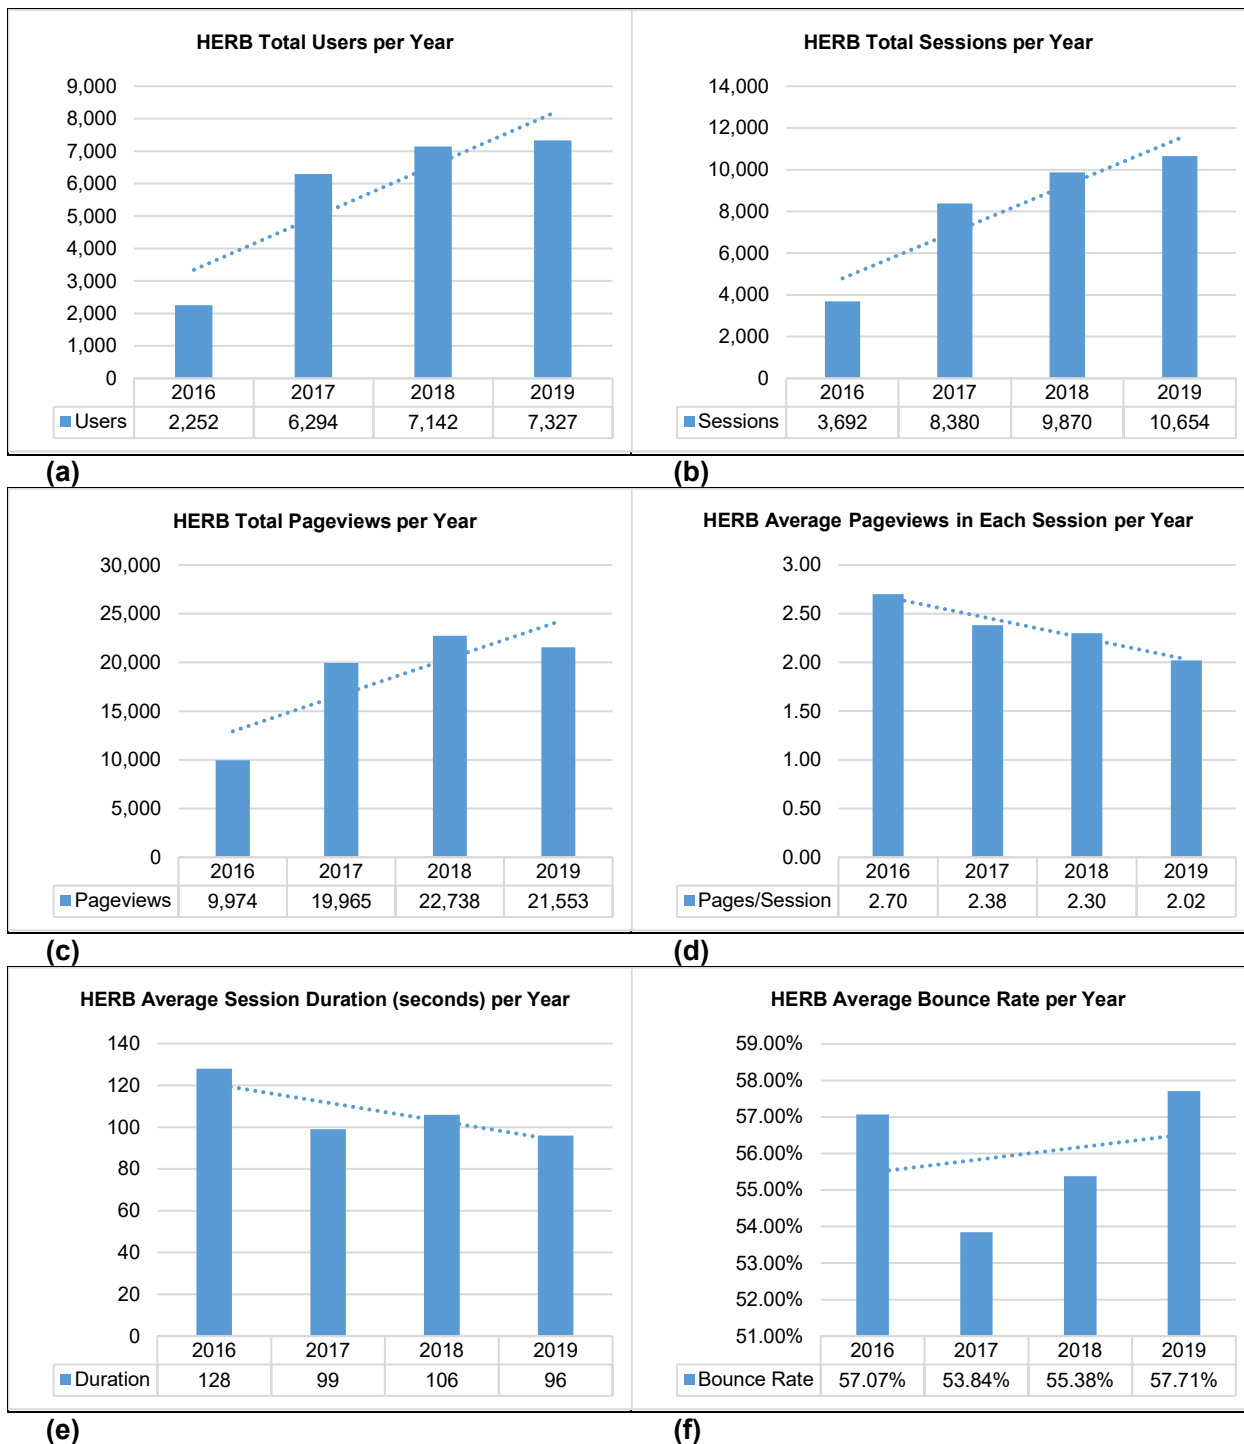 HERB Total Users per Year
9,000
8,000
7,000
6,000
5,000
4,000
3,000
2,000
1,000
0
2016 2017 2018 2019
Users 2,252 6,294 7,142 7,327
(a)
HERB Total Sessions per Year
14,000
12,000
10,000
8,000
6,000
4,000
2,000
0
2016 2017 2018 2019
Sessions 3,692 8,380 9,870 10,654
(b)
HERB Total Pageviews per Year
30,000
25,000
20,000
15,000
10,000
5,000
0
2016 2017 2018 2019
Pageviews 9,974 19,965 22,738 21,553
(c)
HERB Average Pageviews in Each Session per Year
3.00
2.50
2.00
1.50
1.00
0.50
0.00
2016 2017 2018 2019
Pages/Session 2.70 2.38 2.30 2.02
(d)
HERB Average Session Duration (seconds) per Year
140
120
100
80
60
40
20
0
2016 2017 2018 2019
Duration 128 99 106 96
(e)
HERB Average Bounce Rate per Year
59.00%
58.00%
57.00%
56.00%
55.00%
54.00%
53.00%
52.00%
51.00%
2016 2017 2018 2019
Bounce Rate 57.07% 53.84% 55.38% 57.71%
(f)